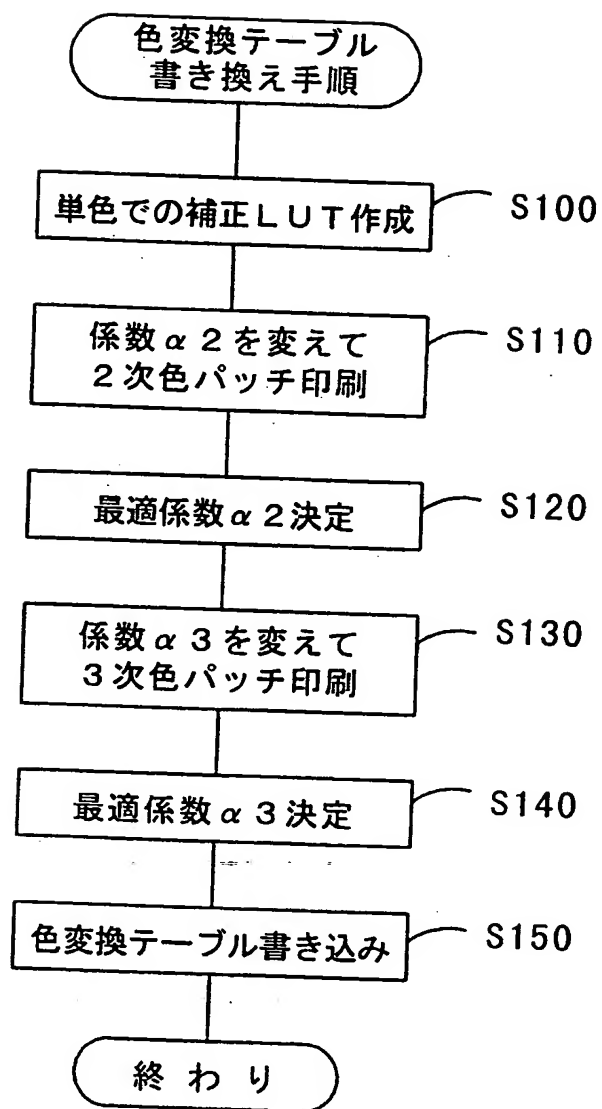 色変換テーブル
書き換え手順
単色での補正LUT作成
S100
係数α2を変えて
2次色パッチ印刷
S110
最適係数α2決定
S120
係数α3を変えて
3次色パッチ印刷
S130
最適係数α3決定
S140
色変換テーブル書き込み
S150
終わり